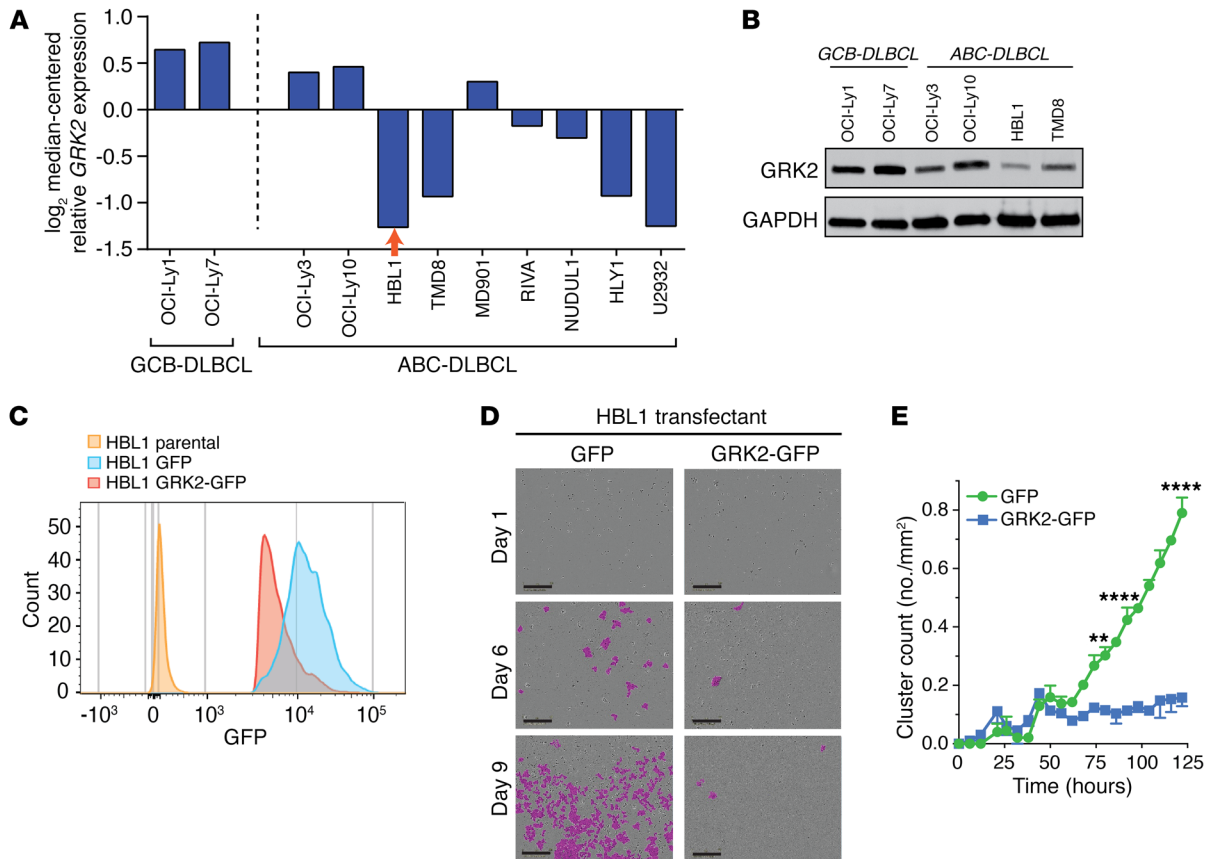 A
log2 median-centered
relative GRK2 expression
1.0
0.5
0.0
-0.5
-1.0
-1.5
OCI-Ly1
OCI-Ly7
OCI-Ly3
OCI-Ly10
HBL1
TMD8
MD901
RIVA
NUDUL1
HLY1
U2932
GCB-DLBCL
ABC-DLBCL
B
GCB-DLBCL
ABC-DLBCL
OCI-Ly1
OCI-Ly7
OCI-Ly3
OCI-Ly10
HBL1
TMD8
GRK2
GAPDH
C
HBL1 parental
HBL1 GFP
HBL1 GRK2-GFP
Count
50
40
30
20
10
0
-10³
0
10³
10⁴
10⁵
GFP
D
HBL1 transfectant
GFP
GRK2-GFP
Day 1
Day 6
Day 9
E
GFP
GRK2-GFP
Cluster count (no./mm²)
0.8
0.6
0.4
0.2
0.0
**
****
****
0
25
50
75
100
125
Time (hours)